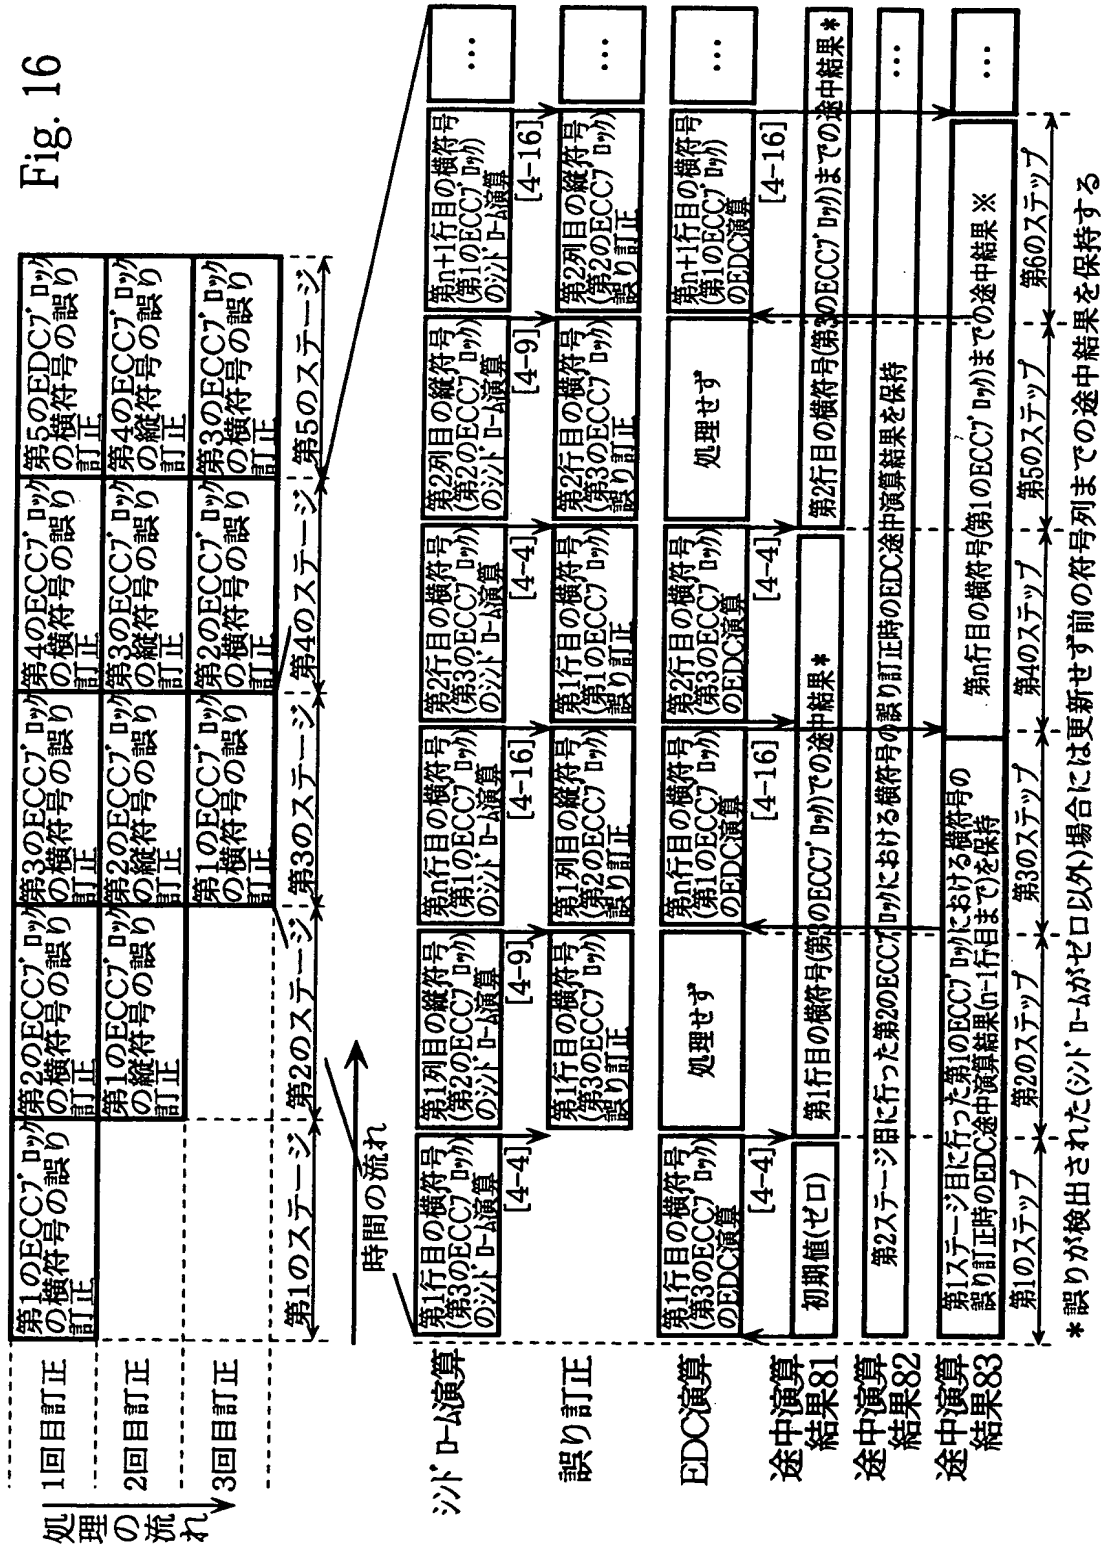 Fig. 16
処理の流れ
1回目訂正
2回目訂正
3回目訂正
第1のECCブロック
の横符号の誤り
訂正
第2のECCブロック
の横符号の誤り
訂正
第3のECCブロック
の横符号の誤り
訂正
第4のECCブロック
の横符号の誤り
訂正
第5のEDCブロック
の横符号の誤り
訂正
第1のECCブロック
の縦符号の誤り
訂正
第2のECCブロック
の縦符号の誤り
訂正
第3のECCブロック
の縦符号の誤り
訂正
第4のECCブロック
の縦符号の誤り
訂正
第1のECCブロック
の横符号の誤り
訂正
第2のECCブロック
の横符号の誤り
訂正
第3のECCブロック
の横符号の誤り
訂正
第1のステージ
第2のステージ
第3のステージ
第4のステージ
第5のステージ
時間の流れ
シンドローム演算
第1行目の横符号
(第3のECCブロック)
のシンドローム演算
第1列目の縦符号
(第2のECCブロック)
のシンドローム演算
第n行目の横符号
(第1のECCブロック)
のシンドローム演算
第2行目の横符号
(第3のECCブロック)
のシンドローム演算
第2列目の縦符号
(第2のECCブロック)
のシンドローム演算
第n+1行目の横符号
(第1のECCブロック)
のシンドローム演算
…
[4-4]
[4-9]
[4-16]
[4-4]
[4-9]
[4-16]
誤り訂正
第1行目の横符号
(第3のECCブロック)
誤り訂正
第1列目の縦符号
(第2のECCブロック)
誤り訂正
第1行目の横符号
(第1のECCブロック)
誤り訂正
第2行目の横符号
(第3のECCブロック)
誤り訂正
第2列目の縦符号
(第2のECCブロック)
誤り訂正
…
EDC演算
第1行目の横符号
(第3のECCブロック)
のEDC演算
処理せず
第n行目の横符号
(第1のECCブロック)
のEDC演算
第2行目の横符号
(第3のECCブロック)
のEDC演算
処理せず
第n+1行目の横符号
(第1のECCブロック)
のEDC演算
…
[4-4]
[4-16]
[4-4]
[4-16]
途中演算
結果81
初期値(ゼロ)
第1行目の横符号(第3のECCブロック)での途中結果*
第2行目の横符号(第3のECCブロック)までの途中結果*
途中演算
結果82
第2ステージ目に行った第2のECCブロックにおける横符号の誤り訂正時のEDC途中演算結果を保持
…
途中演算
結果83
第1ステージ目に行った第1のECCブロックにおける横符号の
誤り訂正時のEDC途中演算結果(n-1行目まで)を保持
第n行目の横符号(第1のECCブロック)までの途中結果※
…
第1のステップ
第2のステップ
第3のステップ
第4のステップ
第5のステップ
第6のステップ
*誤りが検出された(シンドロームがゼロ以外)場合には更新せず前の符号列までの途中結果を保持する